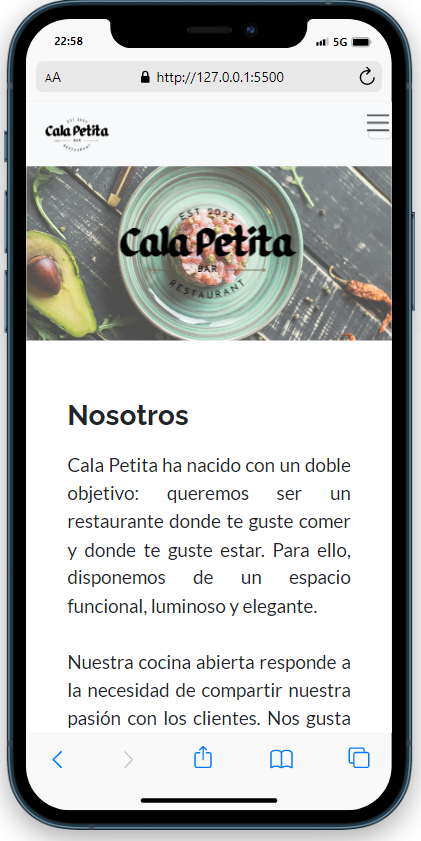 22:58
5G
AA
http://127.0.0.1:5500
EST 2023
Cala Petita
BAR
RESTAURANT
EST 2023
Cala Petita
BAR
RESTAURANT
Nosotros
Cala Petita ha nacido con un doble
objetivo: queremos ser un
restaurante donde te guste comer
y donde te guste estar. Para ello,
disponemos de un espacio
funcional, luminoso y elegante.
Nuestra cocina abierta responde a
la necesidad de compartir nuestra
pasión con los clientes. Nos gusta